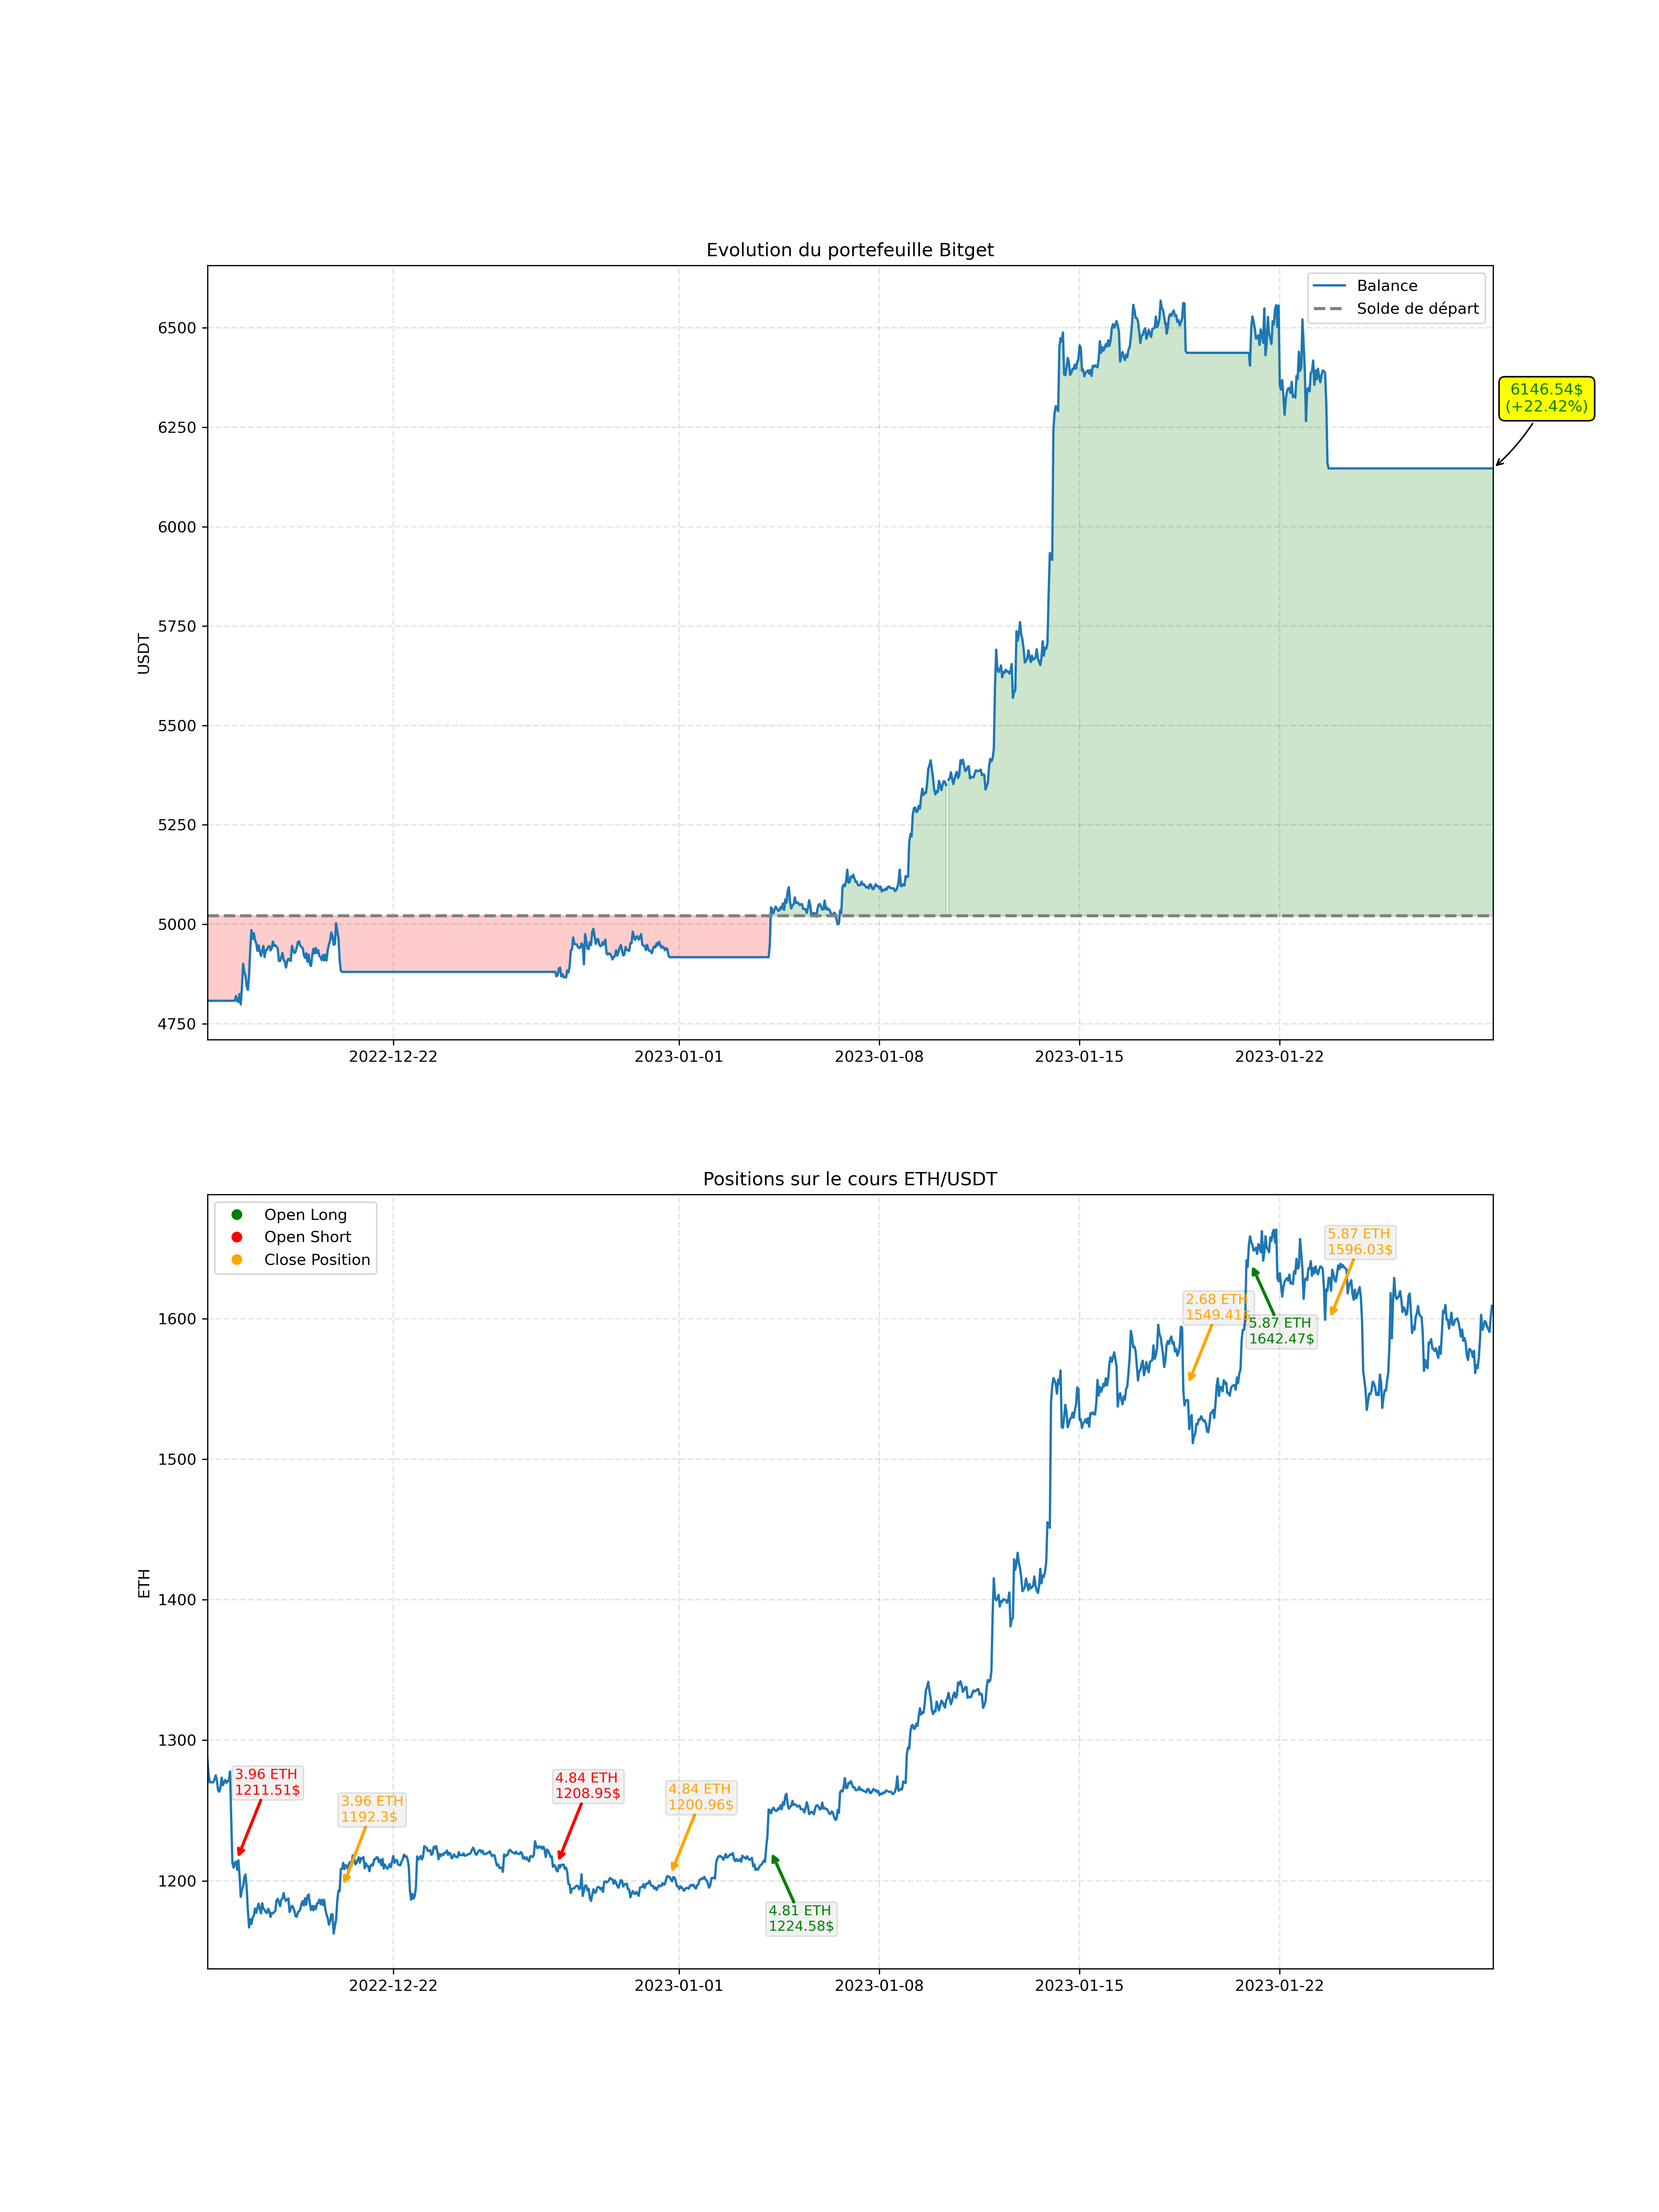 Evolution du portefeuille Bitget
Balance
Solde de départ
6146.54$
(+22.42%)
USDT
6500
6250
6000
5750
5500
5250
5000
4750
2022-12-22
2023-01-01
2023-01-08
2023-01-15
2023-01-22
Positions sur le cours ETH/USDT
Open Long
Open Short
Close Position
ETH
1600
1500
1400
1300
1200
3.96 ETH
1211.51$
3.96 ETH
1192.3$
4.84 ETH
1208.95$
4.84 ETH
1200.96$
4.81 ETH
1224.58$
2.68 ETH
1549.41$
5.87 ETH
1642.47$
5.87 ETH
1596.03$
2022-12-22
2023-01-01
2023-01-08
2023-01-15
2023-01-22